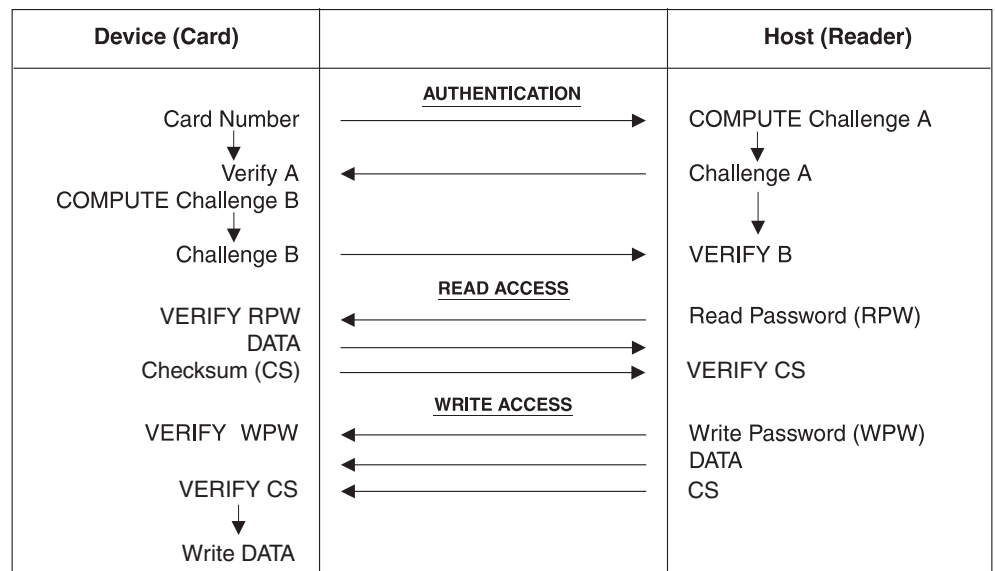 Device (Card) Host (Reader)
AUTHENTICATION
Card Number COMPUTE Challenge A
Verify A Challenge A
COMPUTE Challenge B
Challenge B VERIFY B
READ ACCESS
VERIFY RPW Read Password (RPW)
DATA
Checksum (CS) VERIFY CS
WRITE ACCESS
VERIFY WPW Write Password (WPW)
DATA
VERIFY CS CS
Write DATA